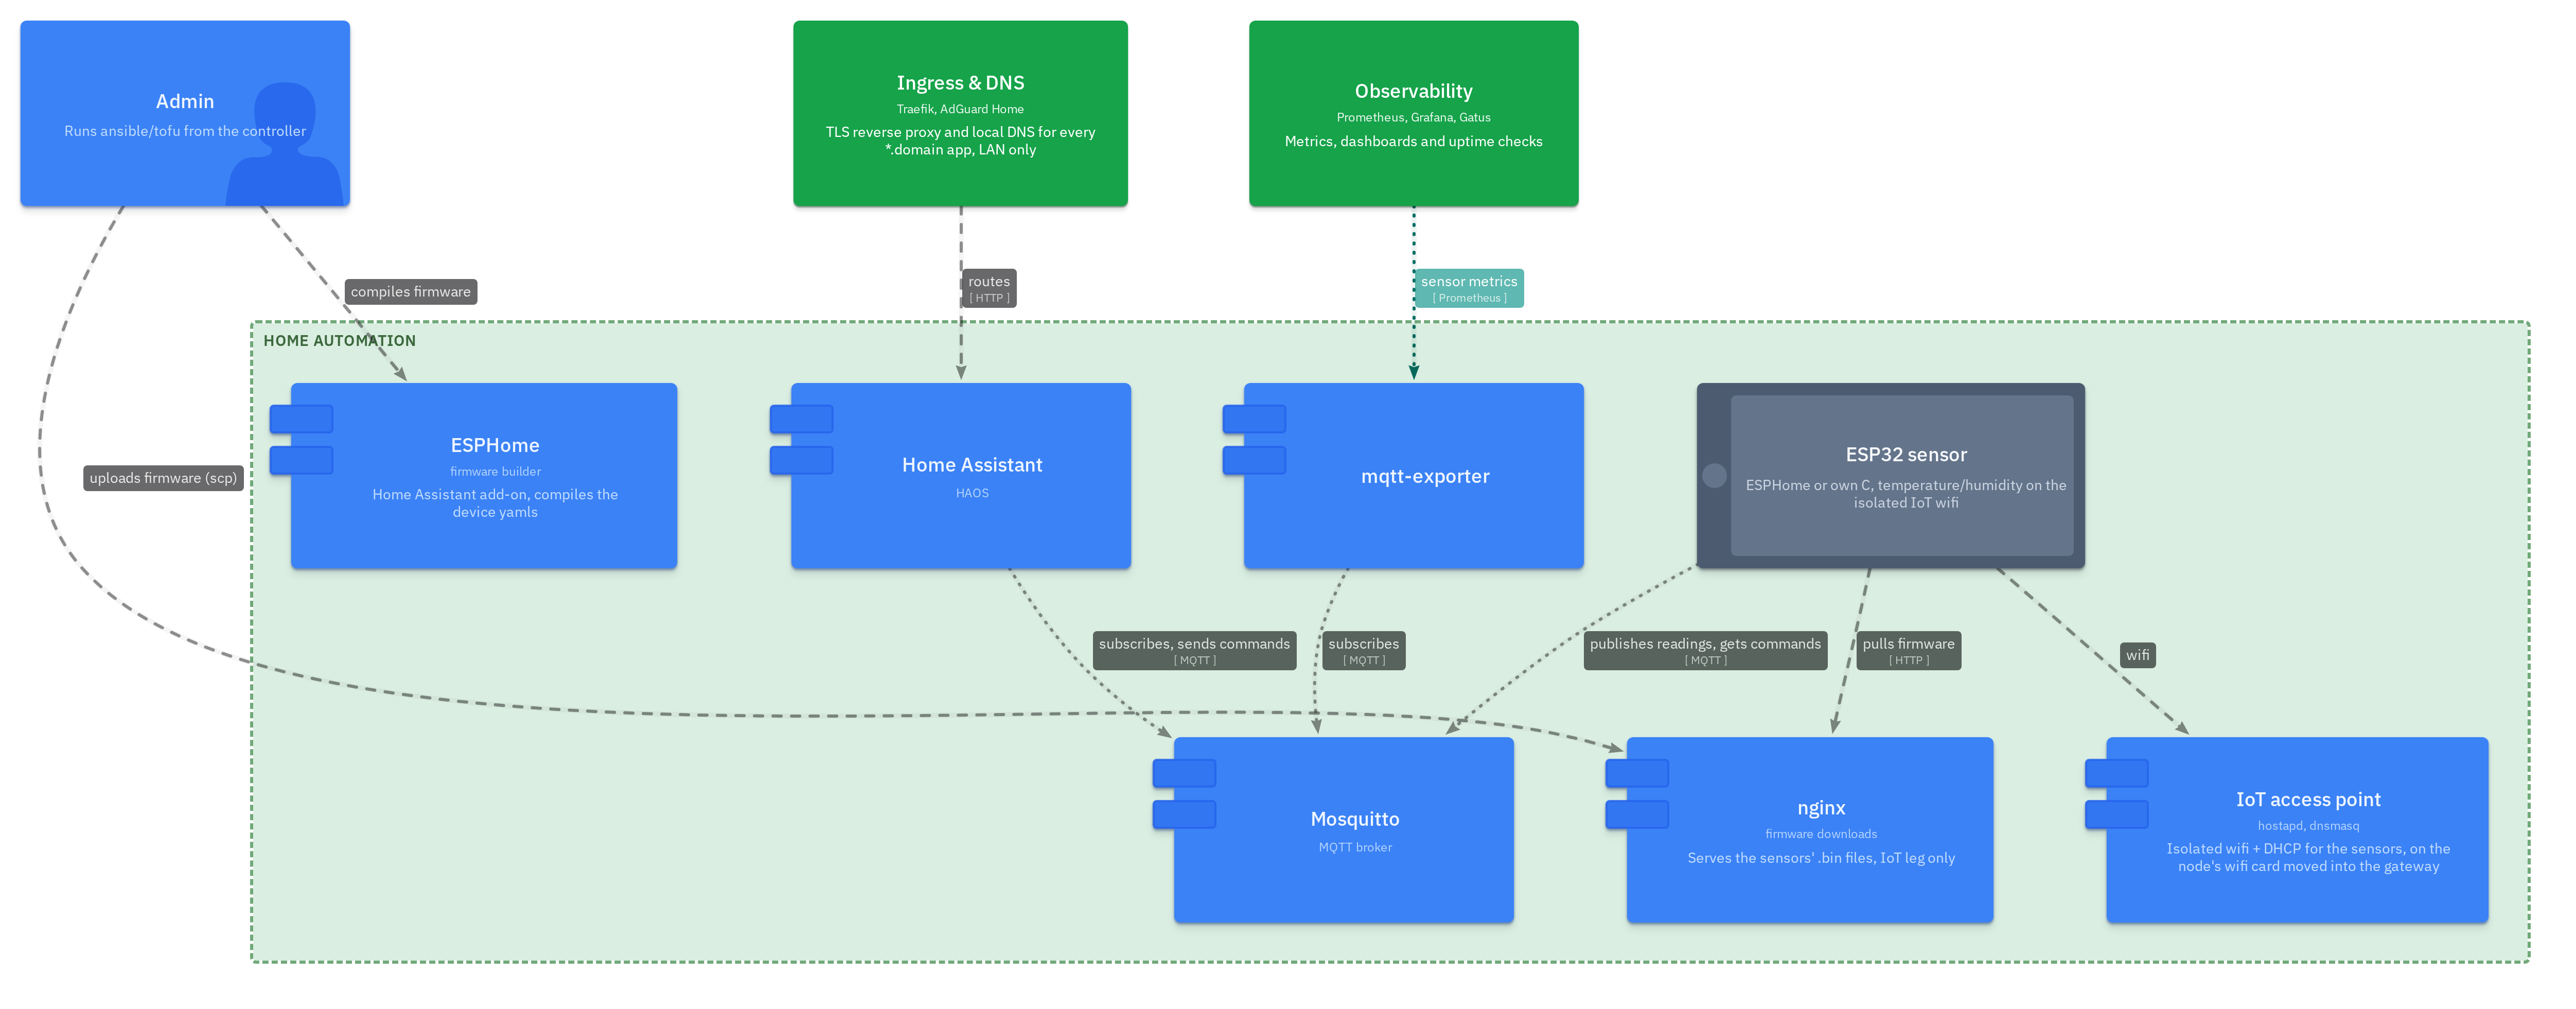 Admin
Runs ansible/tofu from the controller
Ingress & DNS
Traefik, AdGuard Home
TLS reverse proxy and local DNS for every
*.domain app, LAN only
Observability
Prometheus, Grafana, Gatus
Metrics, dashboards and uptime checks
compiles firmware
routes
[ HTTP ]
sensor metrics
[ Prometheus ]
HOME AUTOMATION
uploads firmware (scp)
ESPHome
firmware builder
Home Assistant add-on, compiles the
device yamls
Home Assistant
HAOS
mqtt-exporter
ESP32 sensor
ESPHome or own C, temperature/humidity on the
isolated IoT wifi
subscribes, sends commands
[ MQTT ]
subscribes
[ MQTT ]
publishes readings, gets commands
[ MQTT ]
pulls firmware
[ HTTP ]
wifi
Mosquitto
MQTT broker
nginx
firmware downloads
Serves the sensors' .bin files, IoT leg only
IoT access point
hostapd, dnsmasq
Isolated wifi + DHCP for the sensors, on the
node's wifi card moved into the gateway